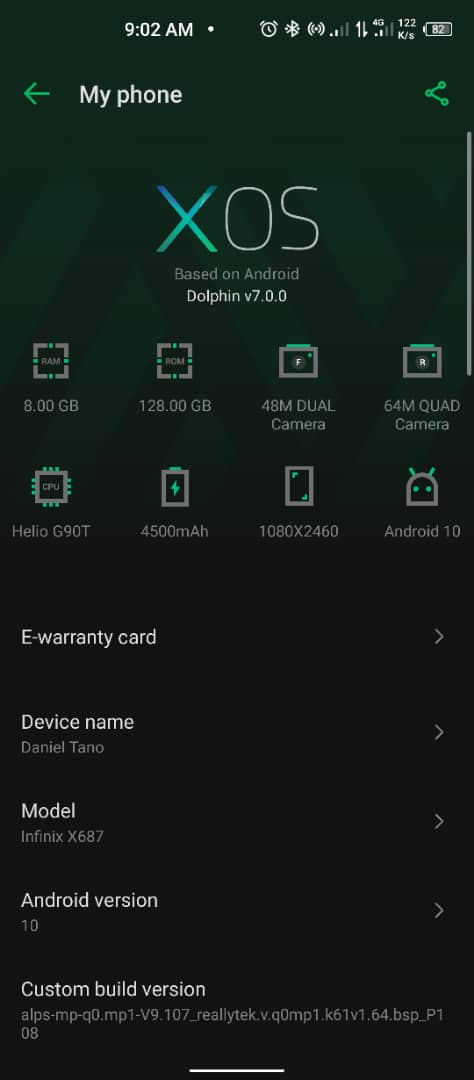 9:02 AM
4G
122
K/s
82
My phone
XOS
Based on Android
Dolphin v7.0.0
RAM
ROM
F
R
8.00 GB
128.00 GB
48M DUAL
Camera
64M QUAD
Camera
CPU
Helio G90T
4500mAh
1080X2460
Android 10
E-warranty card
Device name
Daniel Tano
Model
Infinix X687
Android version
10
Custom build version
alps-mp-q0.mp1-V9.107_reallytek.v.q0mp1.k61v1.64.bsp_P1
08